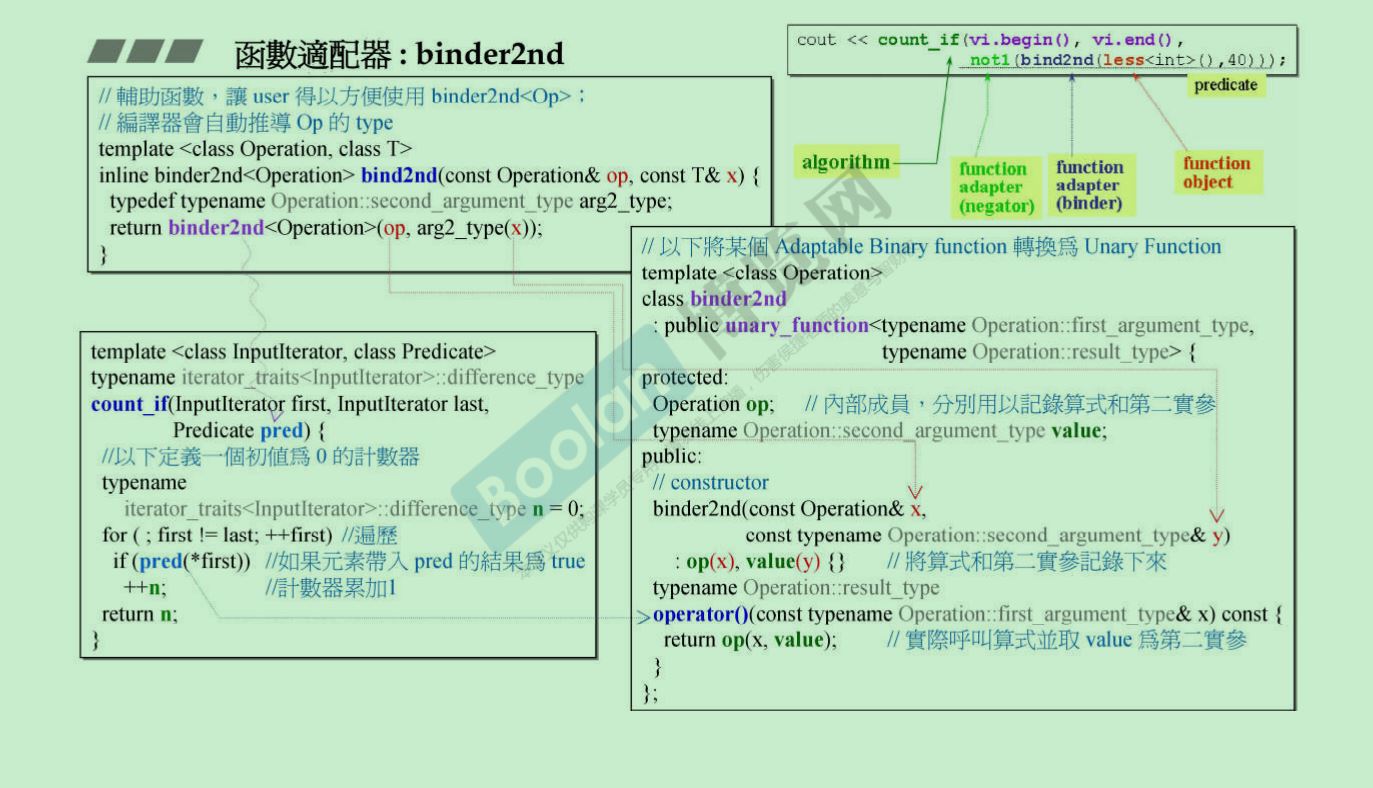 函數適配器 : binder2nd
cout << count_if(vi.begin(), vi.end(),
not1(bind2nd(less<int>(),40)));
predicate
algorithm
function
adapter
(negator)
function
adapter
(binder)
function
object
// 輔助函數，讓 user 得以方便使用 binder2nd<Op>；
// 編譯器會自動推導 Op 的 type
template <class Operation, class T>
inline binder2nd<Operation> bind2nd(const Operation& op, const T& x) {
typedef typename Operation::second_argument_type arg2_type;
return binder2nd<Operation>(op, arg2_type(x));
}
template <class InputIterator, class Predicate>
typename iterator_traits<InputIterator>::difference_type
count_if(InputIterator first, InputIterator last,
Predicate pred) {
//以下定義一個初值為 0 的計數器
typename
iterator_traits<InputIterator>::difference_type n = 0;
for ( ; first != last; ++first) //遍歷
if (pred(*first)) //如果元素帶入 pred 的結果為 true
++n; //計數器累加1
return n;
}
// 以下將某個 Adaptable Binary function 轉換為 Unary Function
template <class Operation>
class binder2nd
: public unary_function<typename Operation::first_argument_type,
typename Operation::result_type> {
protected:
Operation op; // 內部成員，分別用以記錄算式和第二實參
typename Operation::second_argument_type value;
public:
// constructor
binder2nd(const Operation& x,
const typename Operation::second_argument_type& y)
: op(x), value(y) {} // 將算式和第二實參記錄下來
typename Operation::result_type
operator()(const typename Operation::first_argument_type& x) const {
return op(x, value); // 實際呼叫算式並取 value 為第二實參
}
};
Boolan 博览网